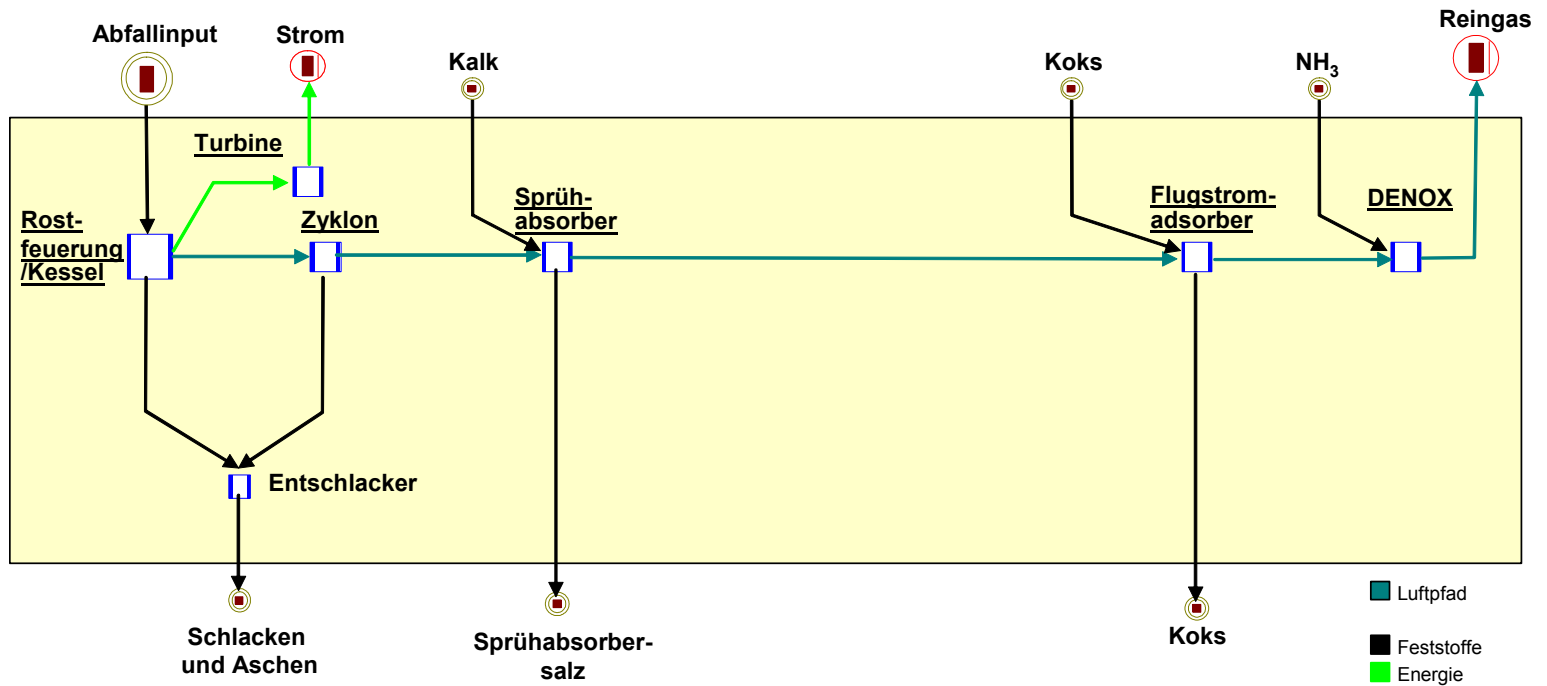 Abfallinput
Strom
Kalk
Koks
NH3
Reingas
Turbine
Rost-
feuerung
/Kessel
Zyklon
Sprüh-
absorber
Flugstrom-
adsorber
DENOX
Entschlacker
Schlacken
und Aschen
Sprühabsorber-
salz
Koks
Luftpfad
Feststoffe
Energie